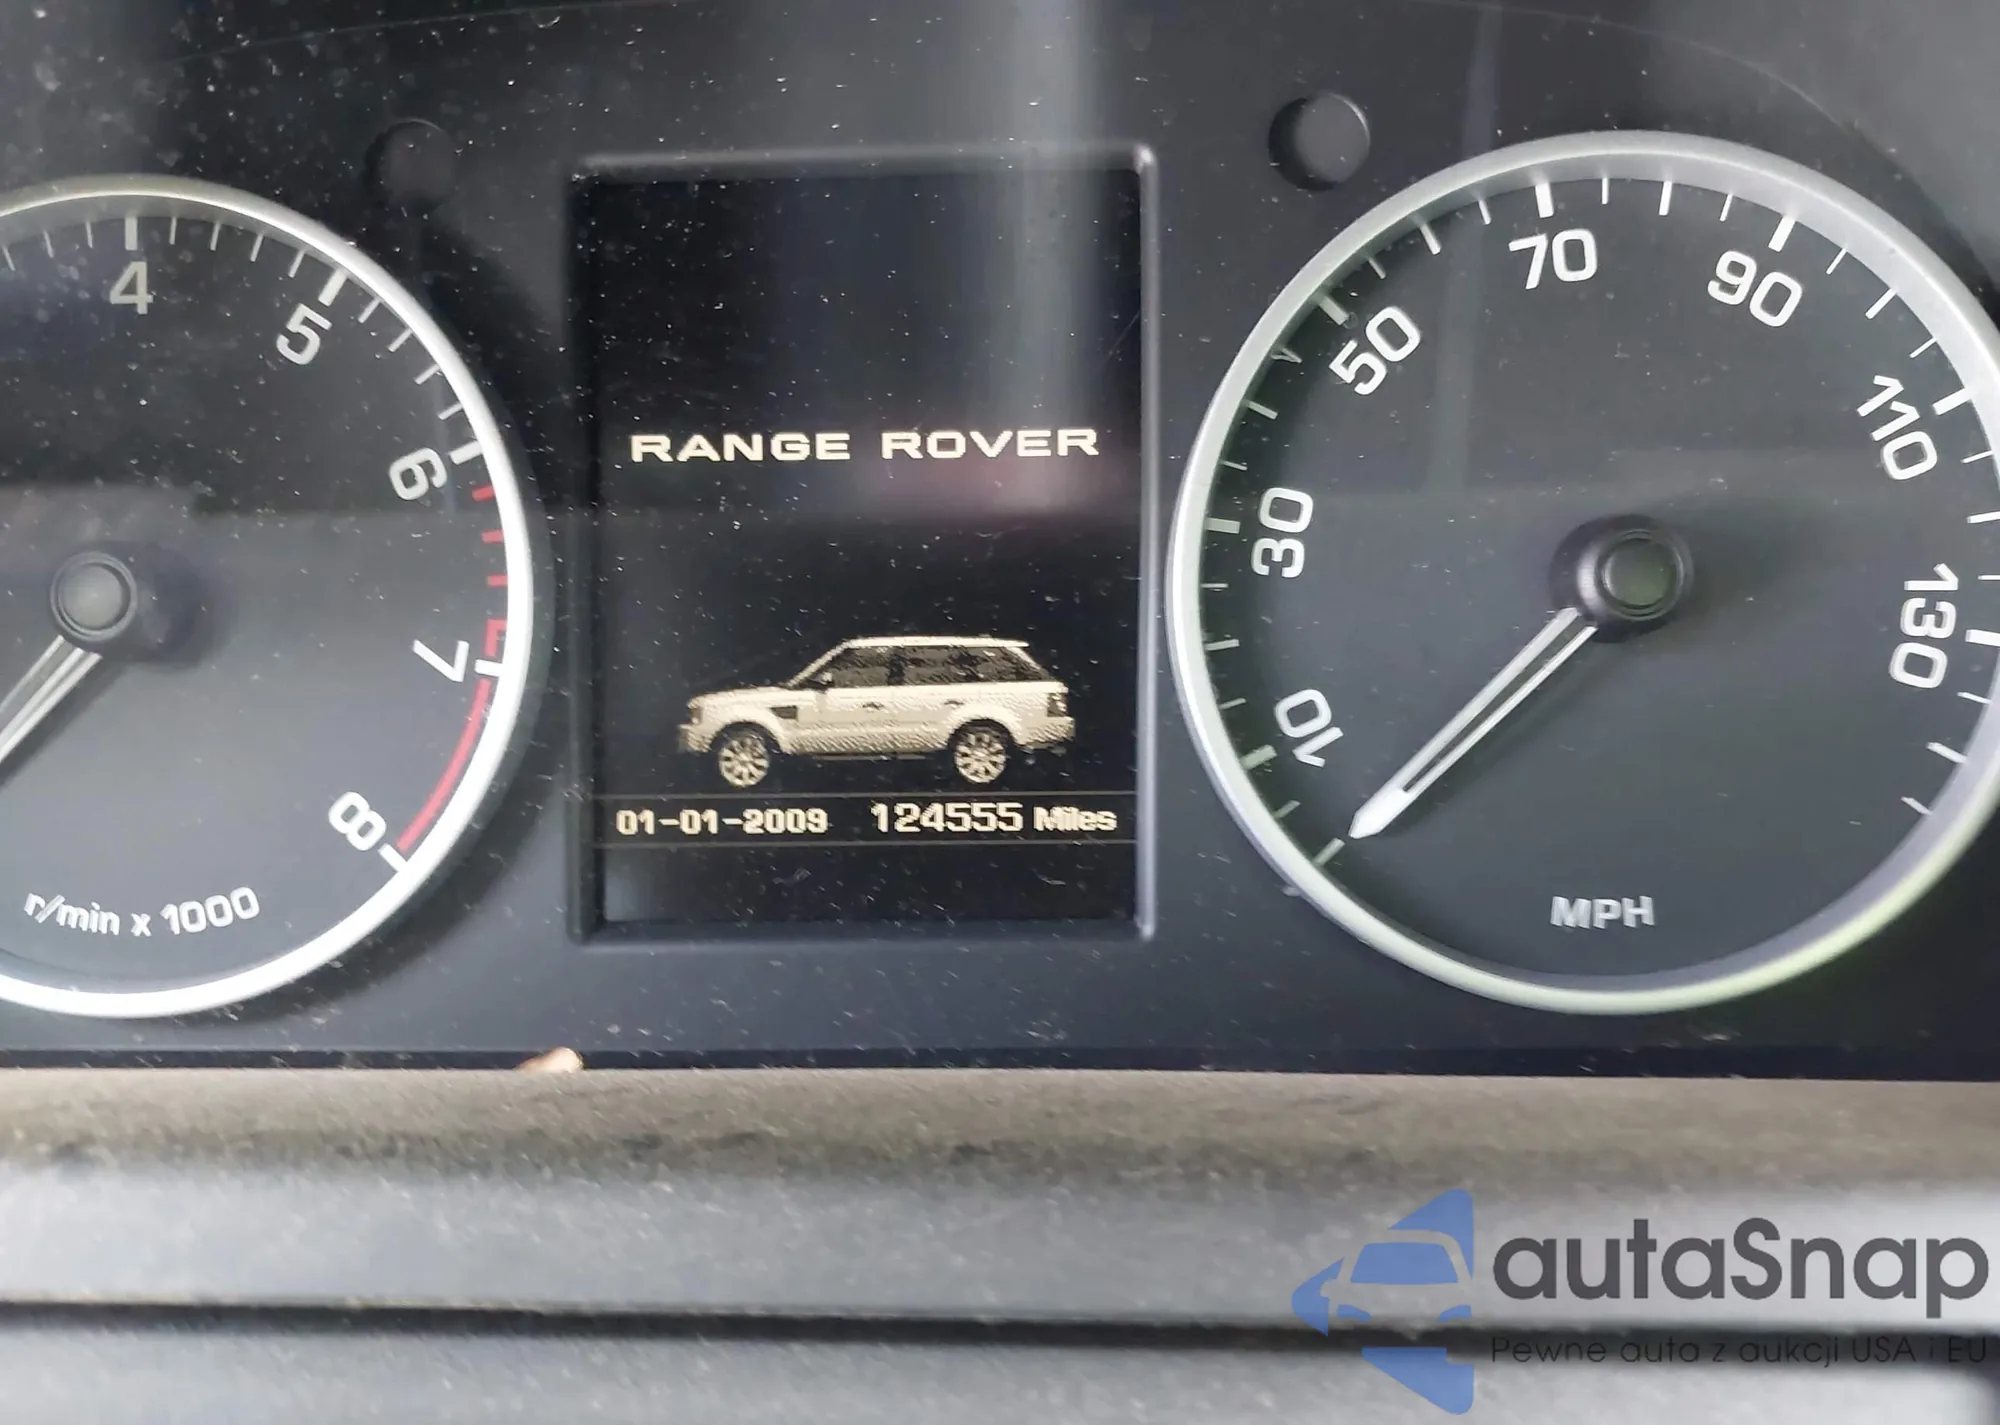 4
5
6
7
8
r/min x 1000
RANGE ROVER
01-01-2009 124555 Miles
10
30
50
70
90
110
130
MPH
autaSnap
Pewne auta z aukcji USA i EU